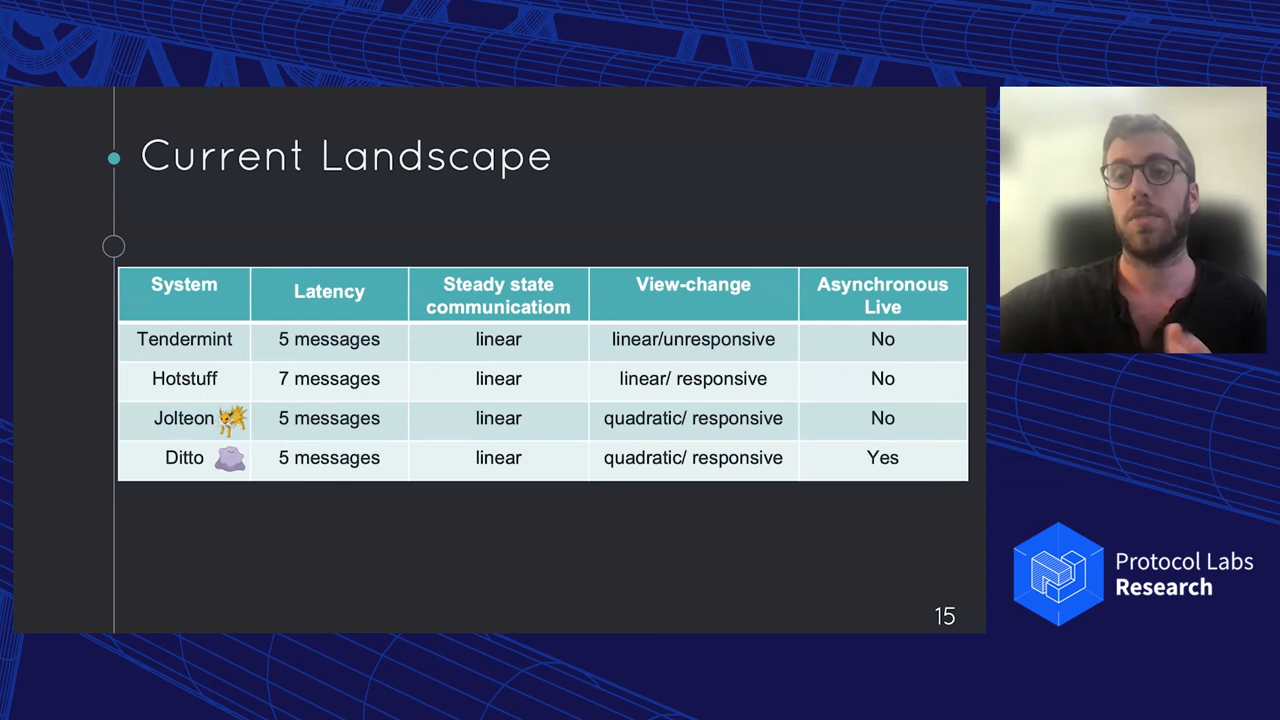 Current Landscape
System Latency Steady state communicatiom View-change Asynchronous Live
Tendermint 5 messages linear linear/unresponsive No
Hotstuff 7 messages linear linear/ responsive No
Jolteon 5 messages linear quadratic/ responsive No
Ditto 5 messages linear quadratic/ responsive Yes
15
Protocol Labs
Research